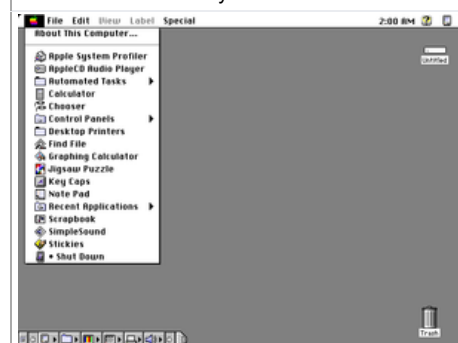 File Edit View Label Special 2:00 AM
Untitled
About This Computer...
Apple System Profiler
AppleCD Audio Player
Automated Tasks
Calculator
Chooser
Control Panels
Desktop Printers
Find File
Graphing Calculator
Jigsaw Puzzle
Key Caps
Note Pad
Recent Applications
Scrapbook
SimpleSound
Stickies
• Shut Down
Trash